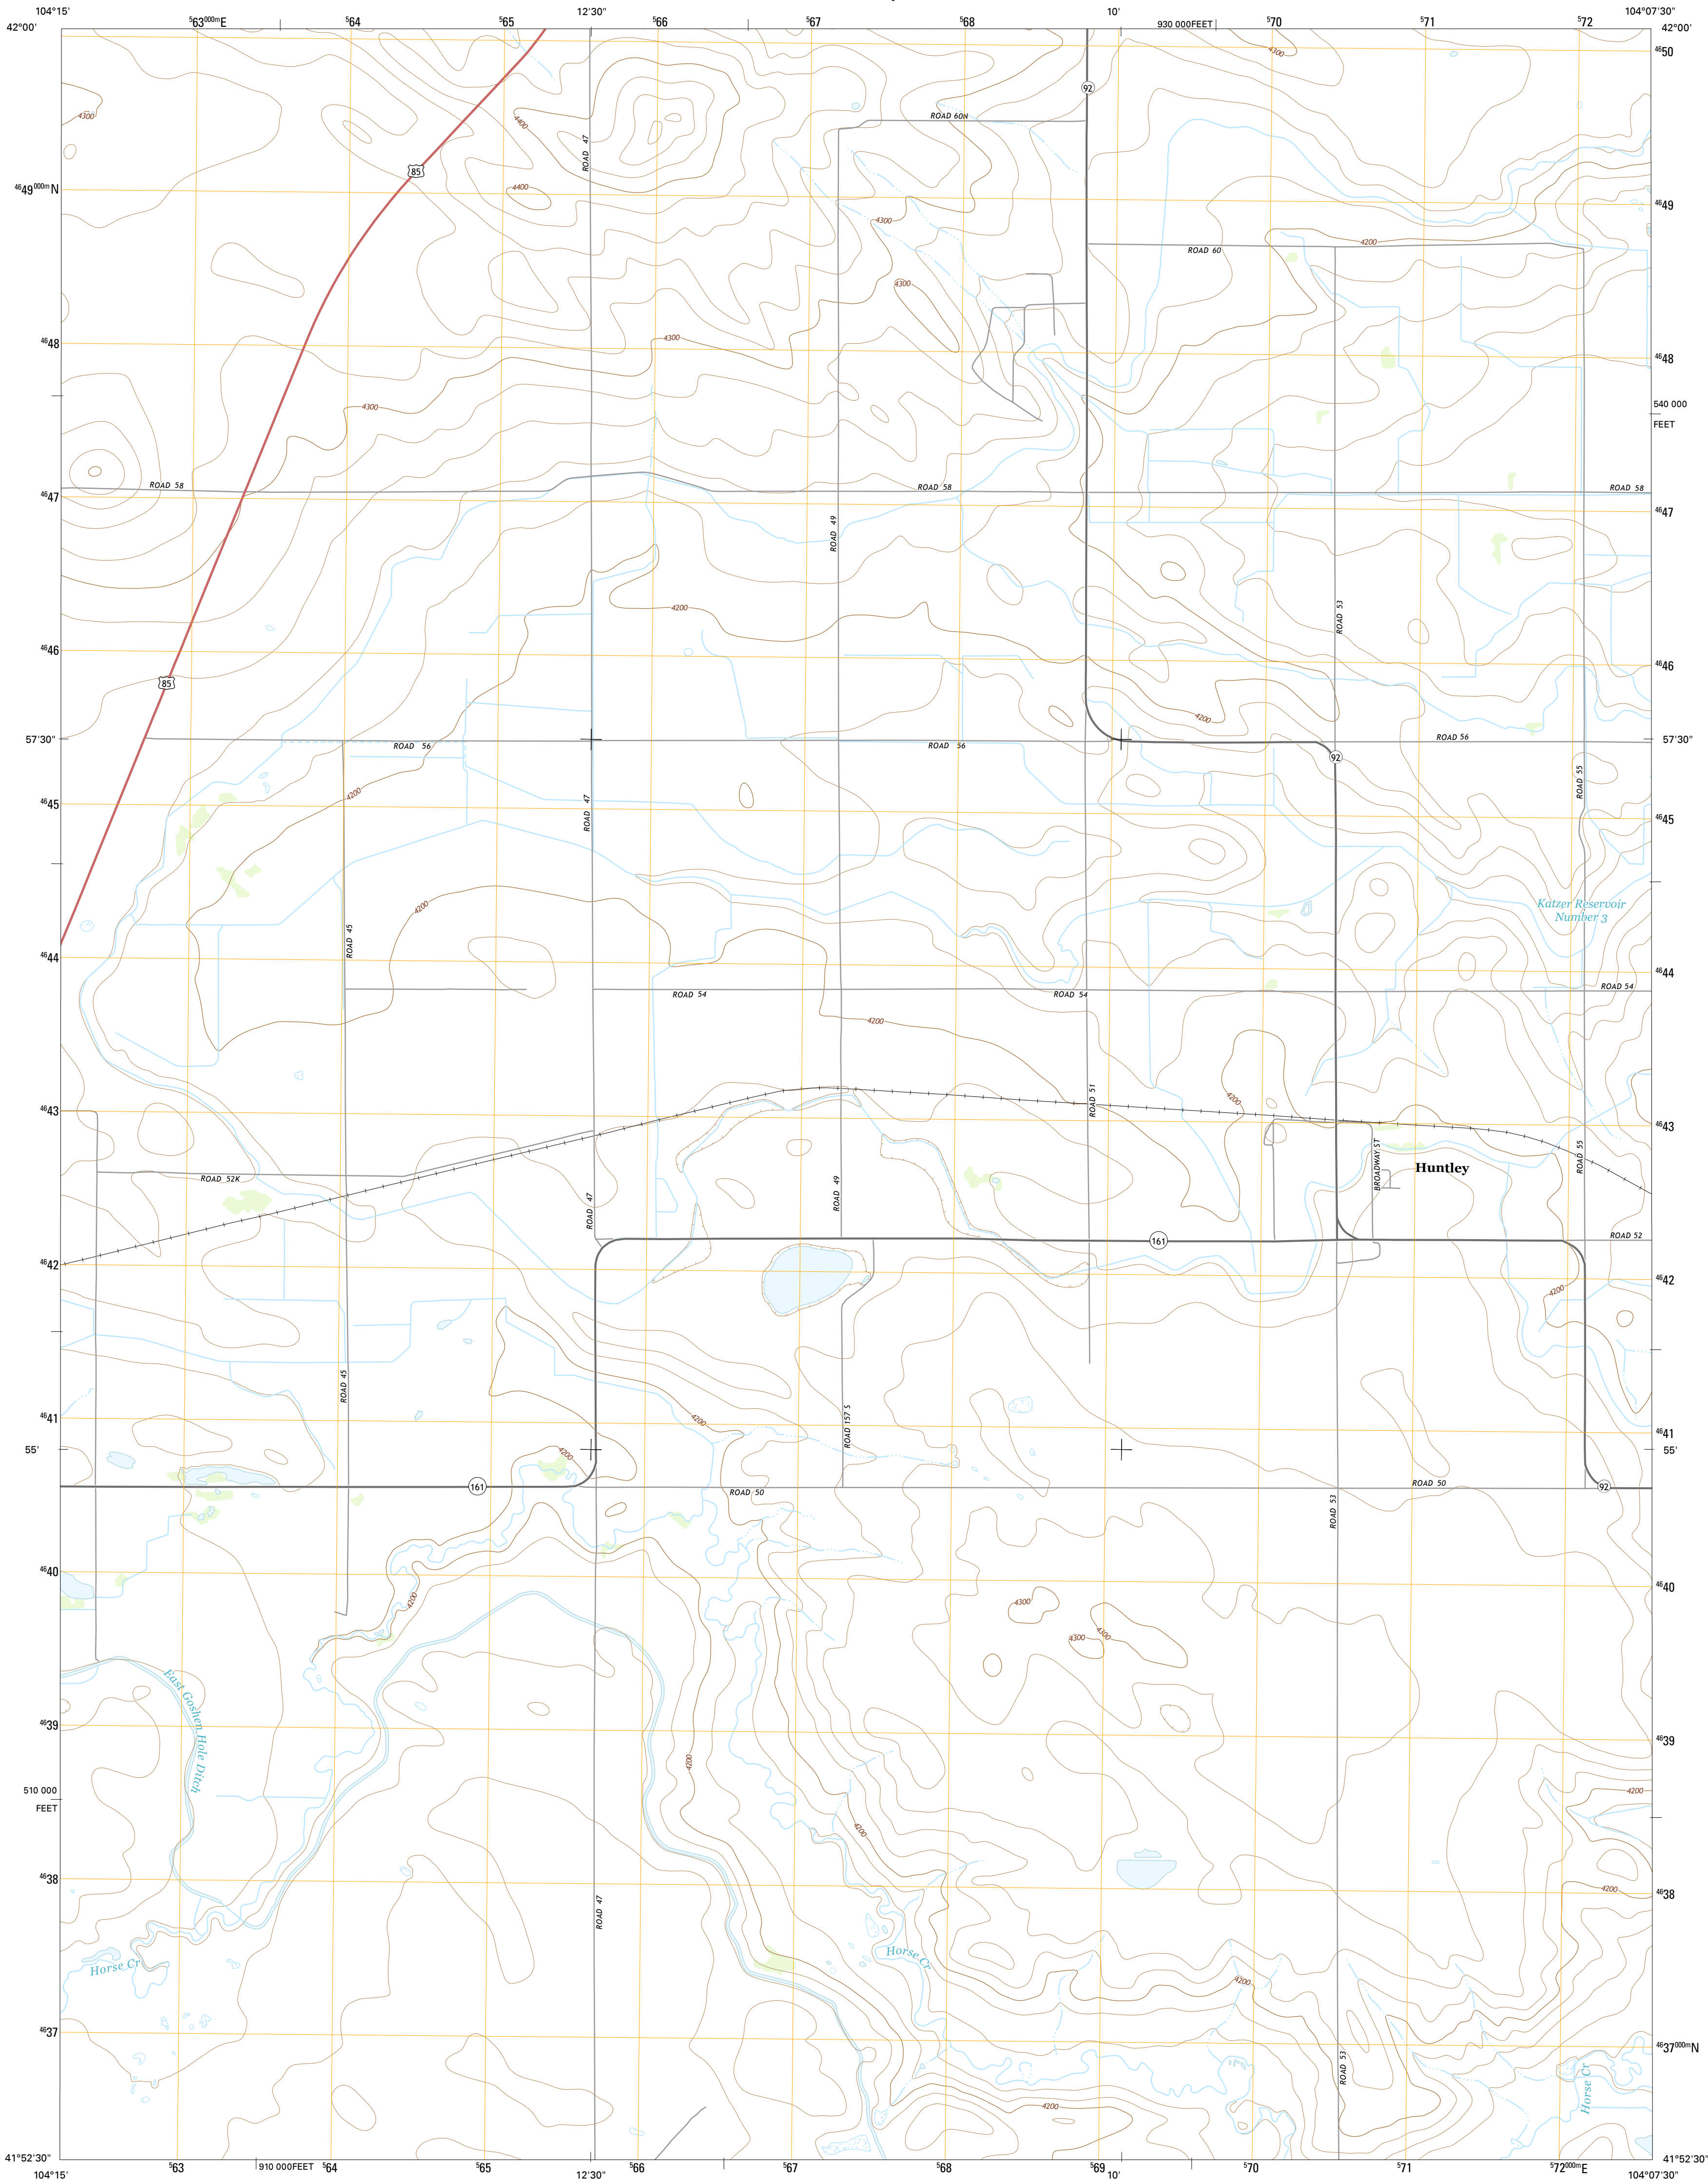 104°15'
⁵63⁰⁰⁰ᵐE
⁵64
⁵65
12'30"
⁵66
⁵67
⁵68
10'
930 000FEET
⁵70
⁵71
⁵72
104°07'30"
42°00'
42°00'
⁴⁶50
4300
92
4300
4400
ROAD 60N
ROAD 47
85
4400
⁴⁶49⁰⁰⁰ᵐN
⁴⁶49
4300
4200
ROAD 60
4300
4300
⁴⁶48
⁴⁶48
4300
540 000
FEET
ROAD 58
ROAD 58
ROAD 58
⁴⁶47
⁴⁶47
ROAD 49
4200
ROAD 53
⁴⁶46
⁴⁶46
85
4200
57'30"
ROAD 56
ROAD 56
ROAD 56
57'30"
92
ROAD 55
4200
⁴⁶45
ROAD 47
⁴⁶45
4200
Katzer Reservoir
Number 3
ROAD 45
⁴⁶44
⁴⁶44
ROAD 54
ROAD 54
ROAD 54
4200
4200
ROAD 51
⁴⁶43
⁴⁶43
ROAD 52K
ROAD 49
BROADWAY ST
Huntley
ROAD 55
ROAD 47
161
ROAD 52
⁴⁶42
⁴⁶42
4200
ROAD 45
⁴⁶41
4200
ROAD 157 S
⁴⁶41
55'
4200
55'
161
ROAD 50
ROAD 50
92
ROAD 53
⁴⁶40
⁴⁶40
4200
4300
4300
4300
East Goshen Hole Ditch
⁴⁶39
⁴⁶39
4200
510 000
FEET
4200
4200
⁴⁶38
⁴⁶38
4200
ROAD 47
Horse Cr
Horse Cr
4200
⁴⁶37
⁴⁶37⁰⁰⁰ᵐN
ROAD 53
Horse Cr
4200
41°52'30"
41°52'30"
104°15'
⁵63
910 000FEET
⁵64
⁵65
12'30"
⁵66
⁵67
⁵68
⁵69
10'
⁵70
⁵71
⁵72⁰⁰⁰ᵐE
104°07'30"